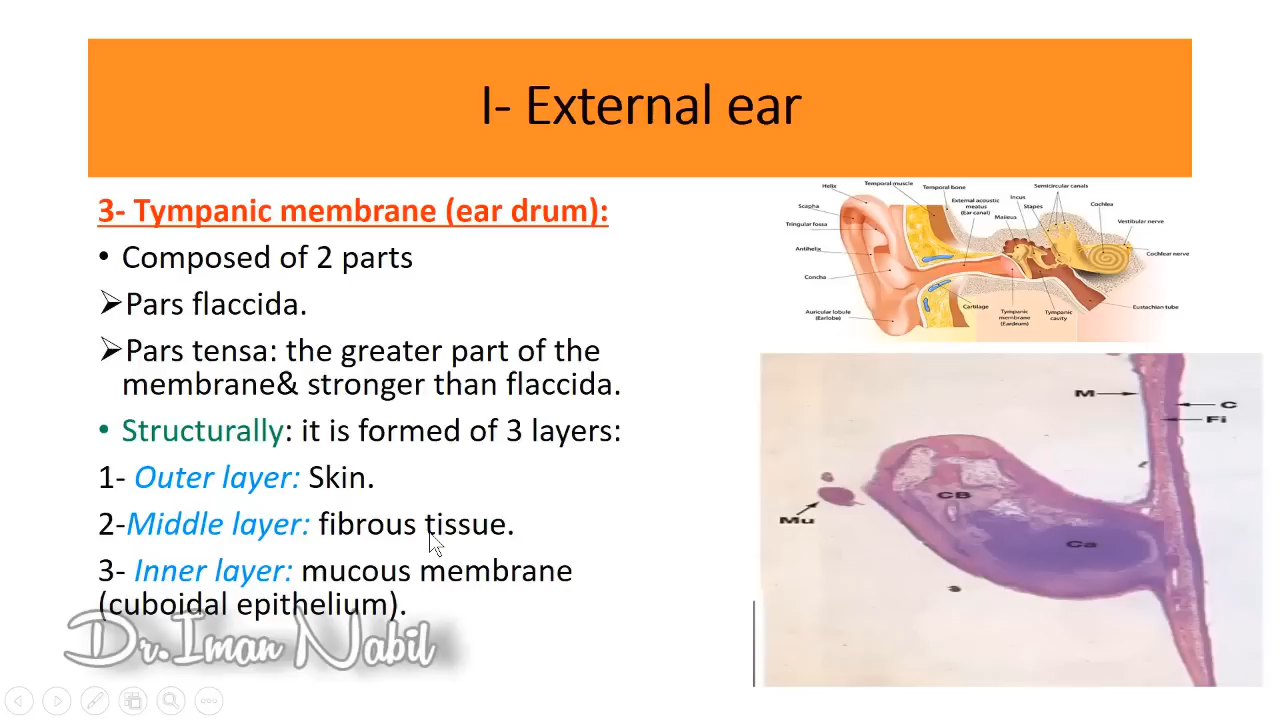 I- External ear
3- Tympanic membrane (ear drum):
• Composed of 2 parts
➢Pars flaccida.
➢Pars tensa: the greater part of the
membrane& stronger than flaccida.
• Structurally: it is formed of 3 layers:
1- Outer layer: Skin.
2-Middle layer: fibrous tissue.
3- Inner layer: mucous membrane
(cuboidal epithelium).
Dr.Iman Nabil
Helix
Temporal muscle
Temporal bone
Semicircular canals
Scapha
External acoustic
meatus
(Ear canal)
Incus
Stapes
Malleus
Cochlea
Tringular fossa
Vestibular nerve
Antihelix
Cochlear nerve
Concha
Auricular lobule
(Earlobe)
Cartilage
Tympanic
membrane
(Eardrum)
Tympanic
cavity
Eustachian tube
M
C
Fi
CB
Mu
Ca